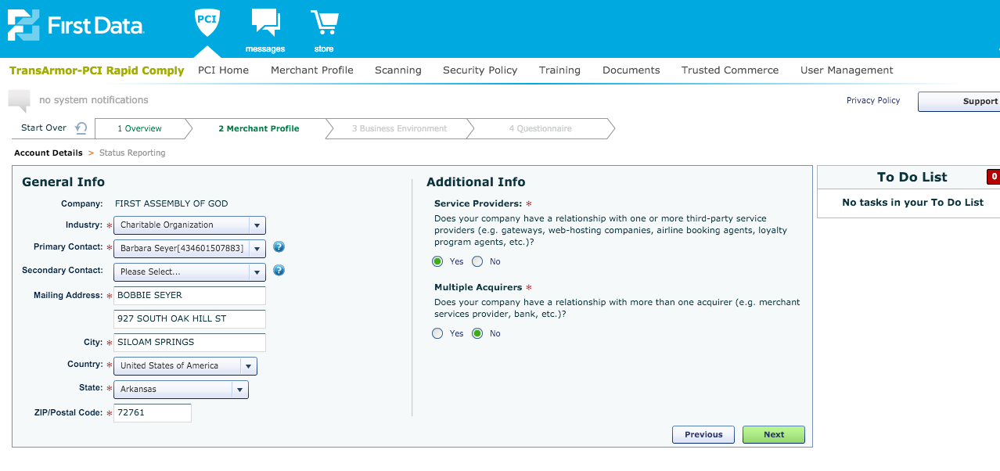 First Data.
PCI
messages
store
TransArmor-PCI Rapid Comply PCI Home Merchant Profile Scanning Security Policy Training Documents Trusted Commerce User Management
no system notifications
Privacy Policy
Support
Start Over
1 Overview
2 Merchant Profile
3 Business Environment
4 Questionnaire
Account Details > Status Reporting
General Info
Company: FIRST ASSEMBLY OF GOD
Industry: * Charitable Organization
Primary Contact: * Barbara Seyer[434601507883] ?
Secondary Contact: Please Select... ?
Mailing Address: * BOBBIE SEYER
927 SOUTH OAK HILL ST
City: * SILOAM SPRINGS
Country: * United States of America
State: * Arkansas
ZIP/Postal Code: * 72761
Additional Info
Service Providers: *
Does your company have a relationship with one or more third-party service
providers (e.g. gateways, web-hosting companies, airline booking agents, loyalty
program agents, etc.)?
Yes No
Multiple Acquirers *
Does your company have a relationship with more than one acquirer (e.g. merchant
services provider, bank, etc.)?
Yes No
Previous Next
To Do List 0
No tasks in your To Do List